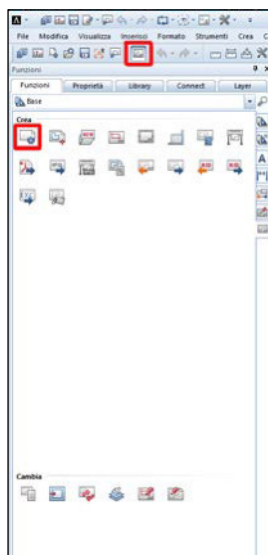 File Modifica Visualizza Inserisci Formato Strumenti Crea
Funzioni
Funzioni Proprietà Library Connect Layer
Base
Crea
Cambia